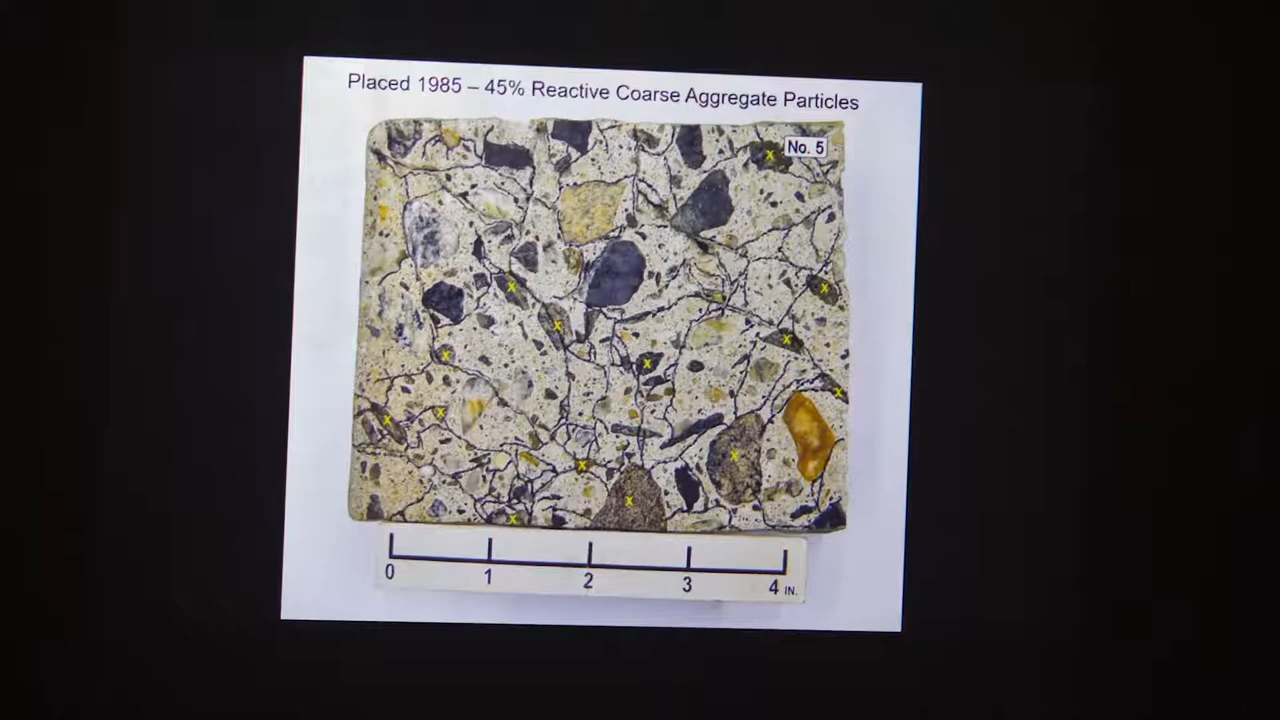 Placed 1985 – 45% Reactive Coarse Aggregate Particles
No. 5
x
x
x
x
x
x
x
x
x
x
x
x
x
x
0 1 2 3 4 IN.